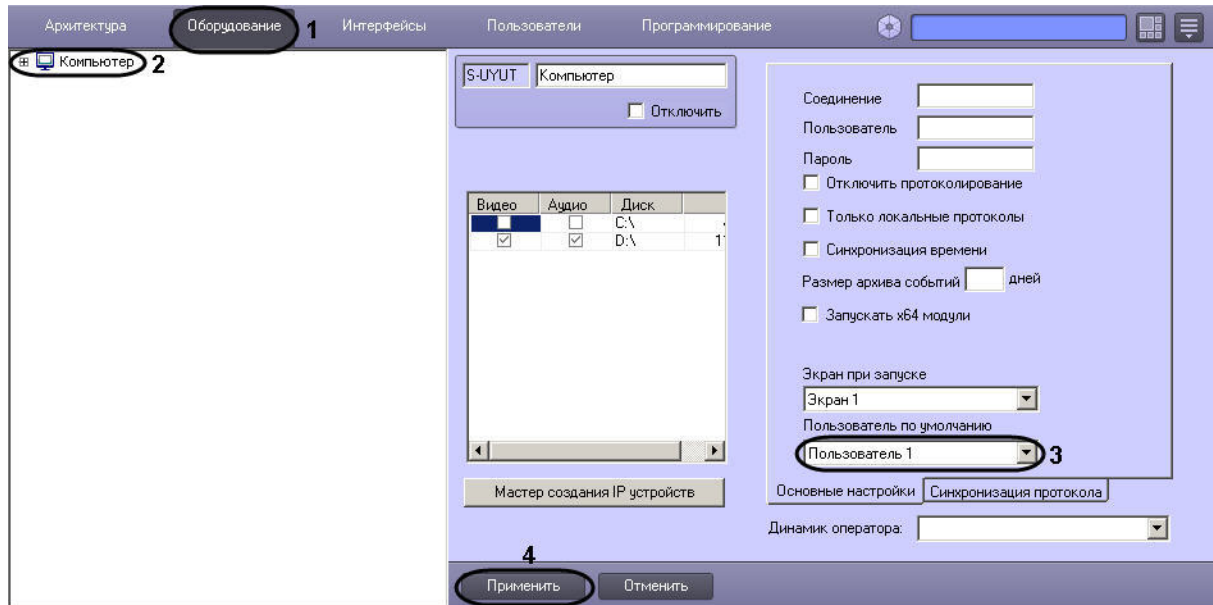 Архитектура Оборудование 1 Интерфейсы Пользователи Программирование
Компьютер 2
S-UYUT Компьютер
Отключить
Видео Аудио Диск
C:\
D:\ 11
Мастер создания IP устройств
Соединение
Пользователь
Пароль
Отключить протоколирование
Только локальные протоколы
Синхронизация времени
Размер архива событий дней
Запускать x64 модули
Экран при запуске
Экран 1
Пользователь по умолчанию
Пользователь 1 3
Основные настройки Синхронизация протокола
Динамик оператора:
4
Применить Отменить